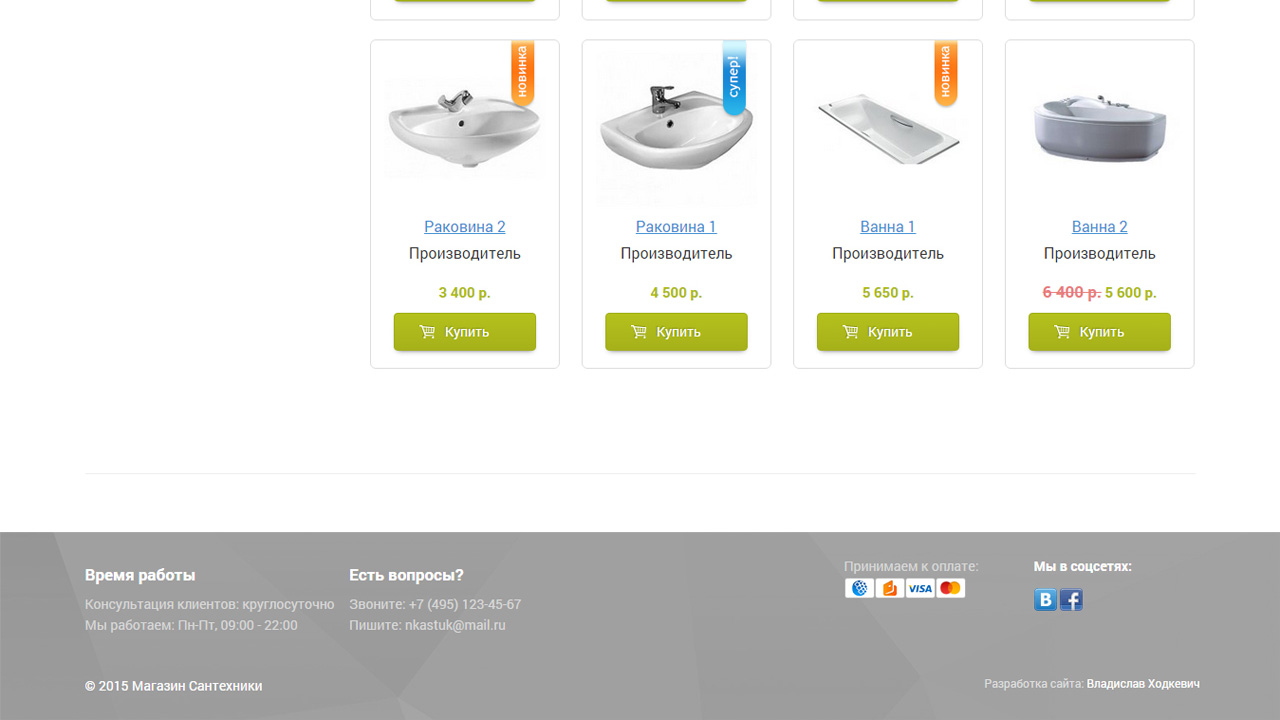 новинка
супер!
новинка
Раковина 2
Раковина 1
Ванна 1
Ванна 2
Производитель
Производитель
Производитель
Производитель
3 400 р.
4 500 р.
5 650 р.
6 400 р. 5 600 р.
Купить
Купить
Купить
Купить
Время работы
Консультация клиентов: круглосуточно
Мы работаем: Пн-Пт, 09:00 - 22:00
Есть вопросы?
Звоните: +7 (495) 123-45-67
Пишите: nkastuk@mail.ru
Принимаем к оплате:
VISA
Мы в соцсетях:
В f
© 2015 Магазин Сантехники
Разработка сайта: Владислав Ходкевич